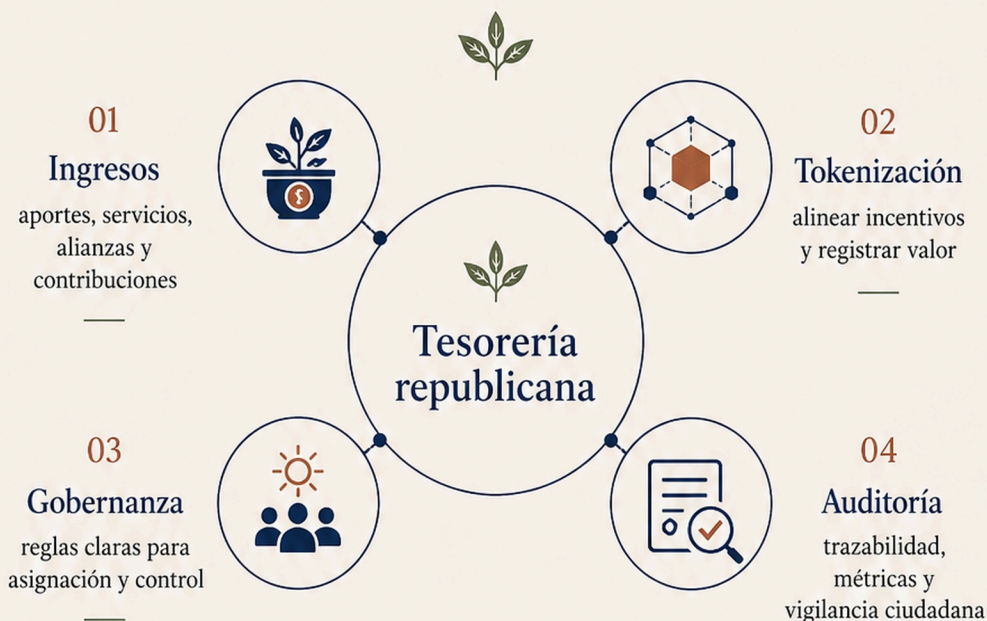 01
Ingresos
aportes, servicios,
alianzas y
contribuciones
02
Tokenización
alinear incentivos
y registrar valor
Tesorería
republicana
03
Gobernanza
reglas claras para
asignación y control
04
Auditoría
trazabilidad,
métricas y
vigilancia ciudadana